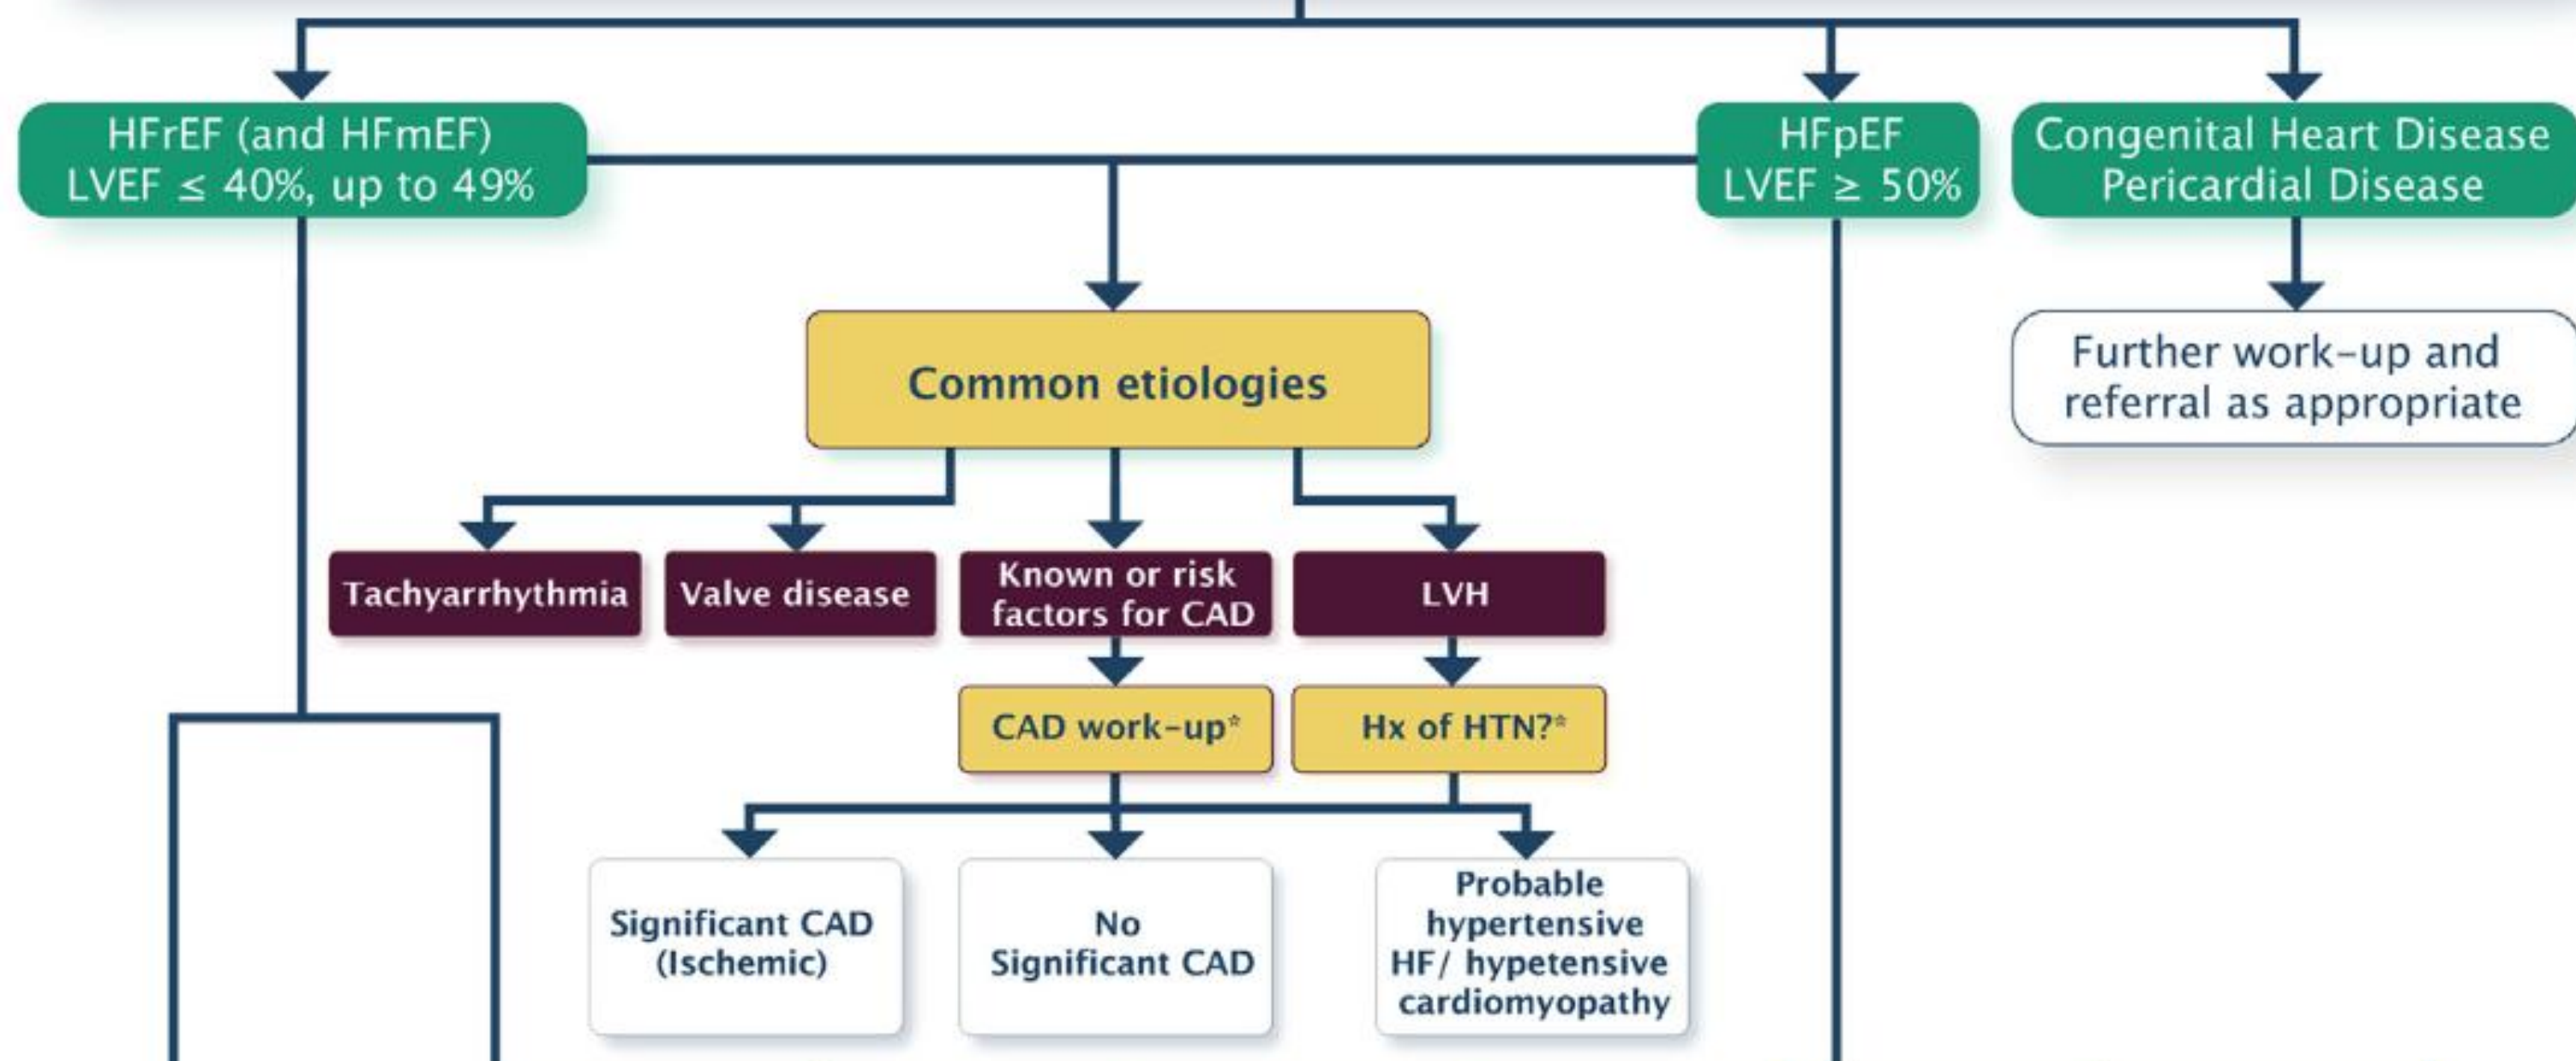 HFrEF (and HFmEF)
LVEF ≤ 40%, up to 49%
HFpEF
LVEF ≥ 50%
Congenital Heart Disease
Pericardial Disease
Common etiologies
Further work-up and
referral as appropriate
Tachyarrhythmia
Valve disease
Known or risk
factors for CAD
LVH
CAD work-up*
Hx of HTN?*
Significant CAD
(Ischemic)
No
Significant CAD
Probable
hypertensive
HF/ hypetensive
cardiomyopathy